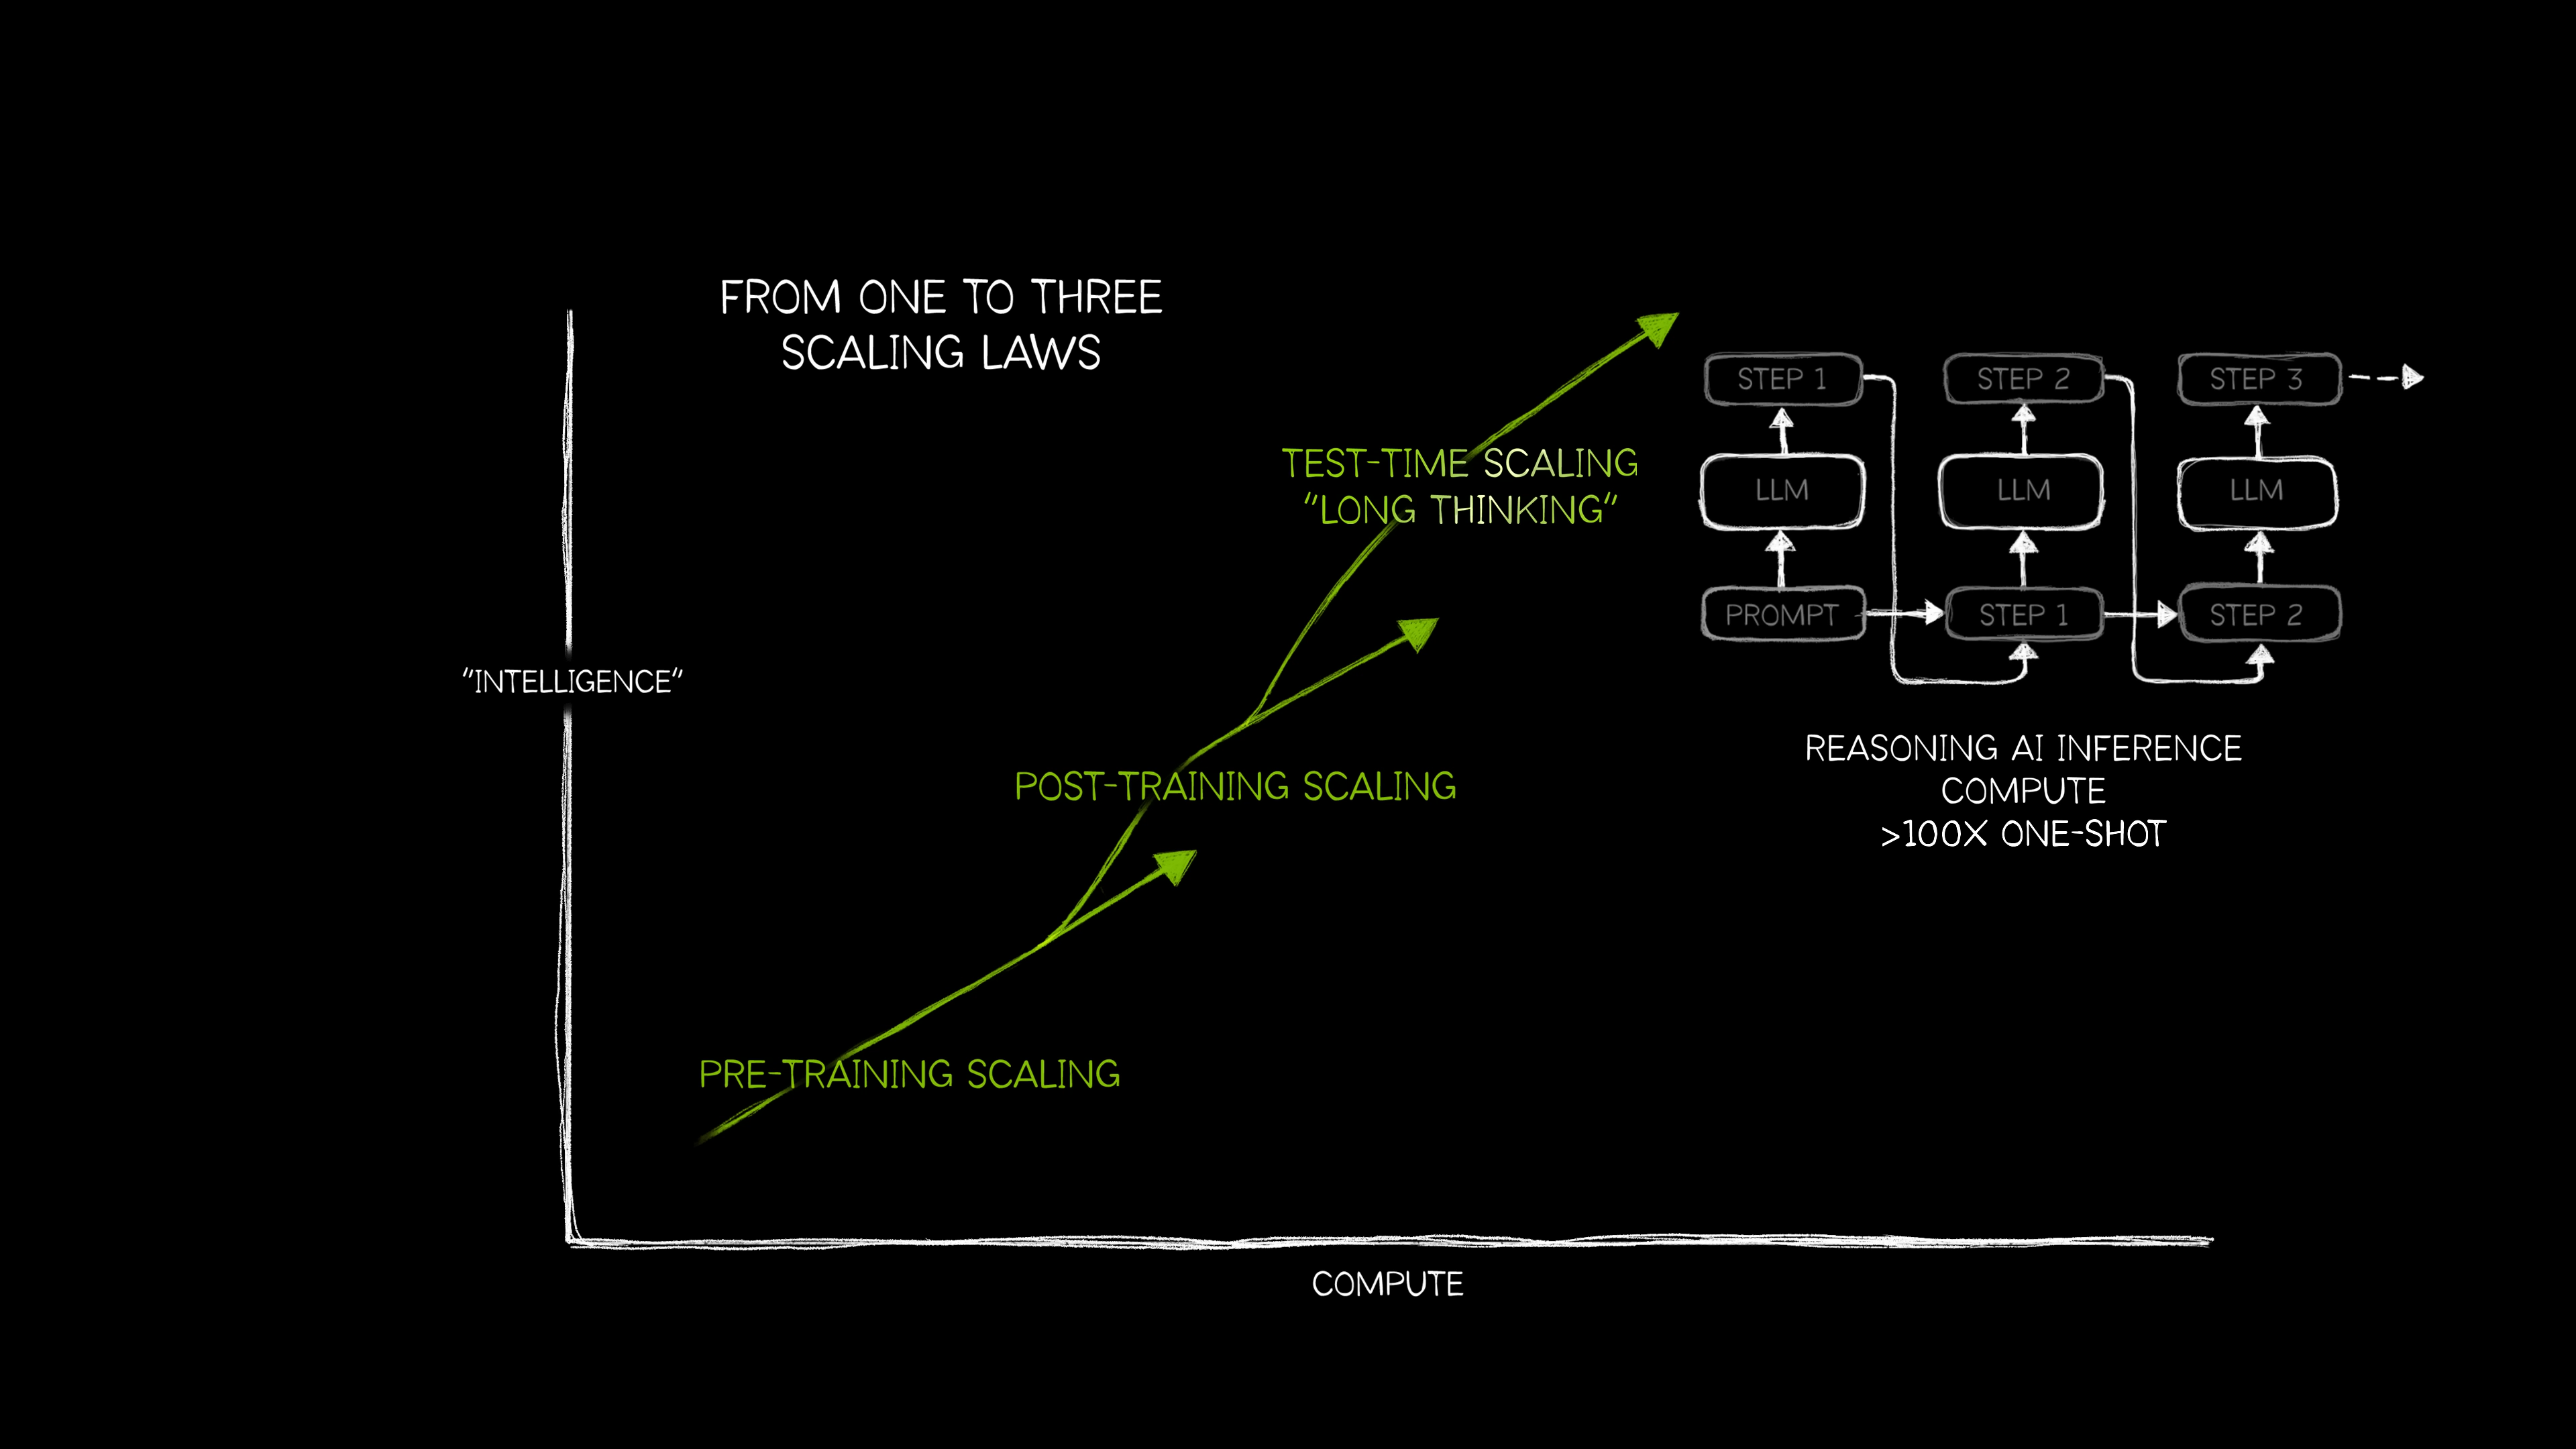 FROM ONE TO THREE
SCALING LAWS
"INTELLIGENCE"
TEST-TIME SCALING
"LONG THINKING"
POST-TRAINING SCALING
PRE-TRAINING SCALING
COMPUTE
STEP 1
STEP 2
STEP 3
LLM
LLM
LLM
PROMPT
STEP 1
STEP 2
REASONING AI INFERENCE
COMPUTE
>100X ONE-SHOT